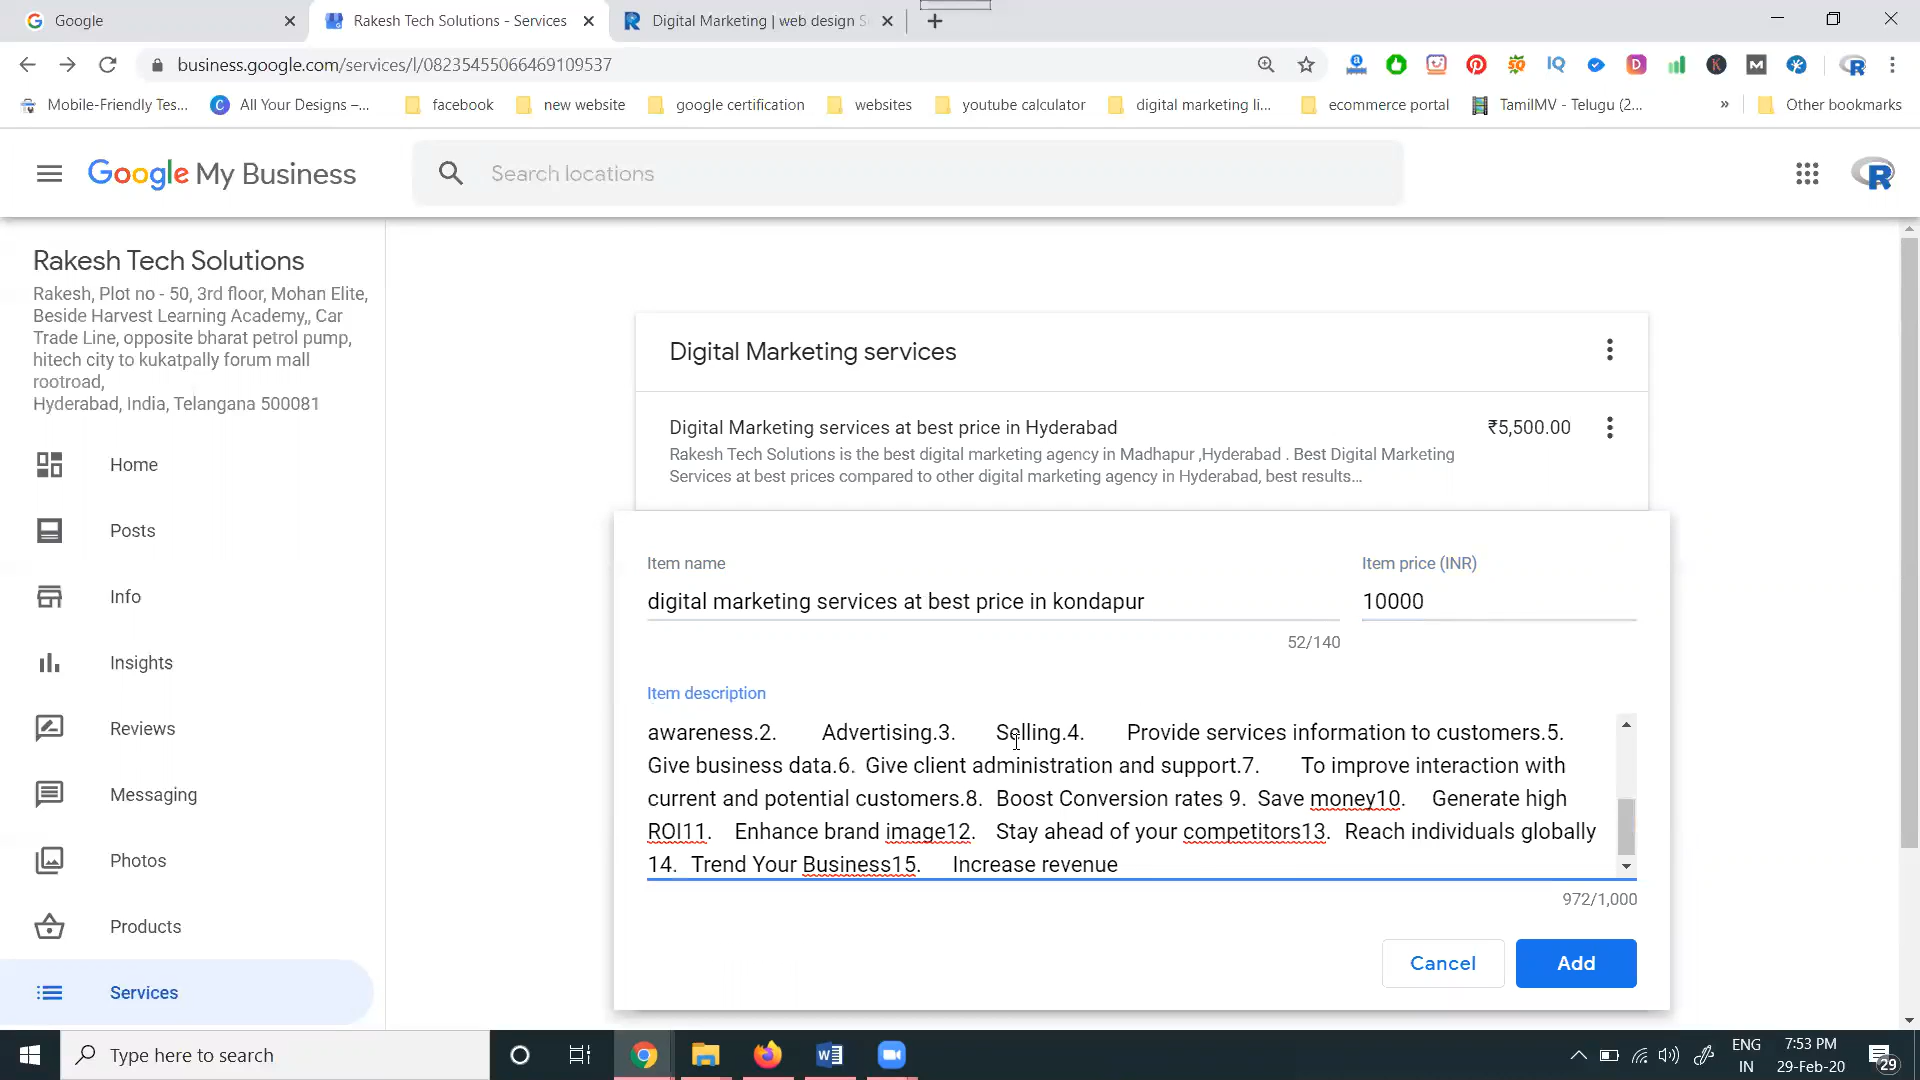 Google
Rakesh Tech Solutions - Services
Digital Marketing | web design S
business.google.com/services/l/08235455066469109537
Mobile-Friendly Tes...
All Your Designs –...
facebook
new website
google certification
websites
youtube calculator
digital marketing li...
ecommerce portal
TamilMV - Telugu (2...
»
Other bookmarks
Google My Business
Search locations
Rakesh Tech Solutions
Rakesh, Plot no - 50, 3rd floor, Mohan Elite,
Beside Harvest Learning Academy,, Car
Trade Line, opposite bharat petrol pump,
hitech city to kukatpally forum mall
rootroad,
Hyderabad, India, Telangana 500081
Home
Posts
Info
Insights
Reviews
Messaging
Photos
Products
Services
Digital Marketing services
Digital Marketing services at best price in Hyderabad ₹5,500.00
Rakesh Tech Solutions is the best digital marketing agency in Madhapur ,Hyderabad . Best Digital Marketing
Services at best prices compared to other digital marketing agency in Hyderabad, best results...
Item name Item price (INR)
digital marketing services at best price in kondapur 10000
52/140
Item description
awareness.2. Advertising.3. Selling.4. Provide services information to customers.5.
Give business data.6. Give client administration and support.7. To improve interaction with
current and potential customers.8. Boost Conversion rates 9. Save money10. Generate high
ROI11. Enhance brand image12. Stay ahead of your competitors13. Reach individuals globally
14. Trend Your Business15. Increase revenue
972/1,000
Cancel Add
Type here to search
ENG
IN
7:53 PM
29-Feb-20
29